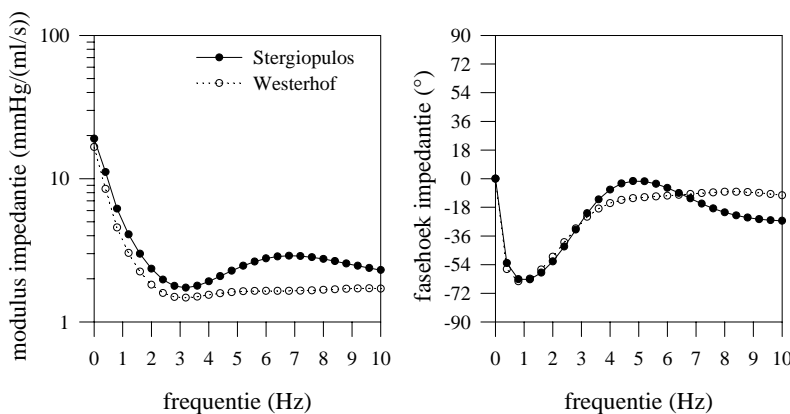 modulus impedantie (mmHg/(ml/s))
100
10
1
Stergiopulos
Westerhof
0 1 2 3 4 5 6 7 8 9 10
frequentie (Hz)
fasehoek impedantie (°)
90
72
54
36
18
0
-18
-36
-54
-72
-90
0 1 2 3 4 5 6 7 8 9 10
frequentie (Hz)